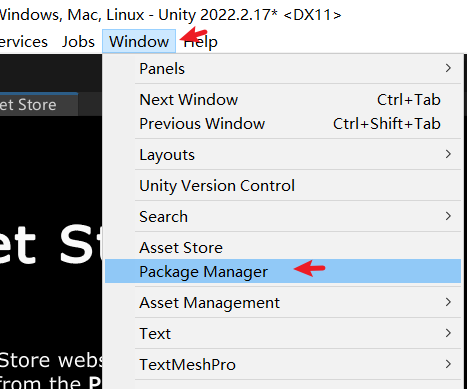 Windows, Mac, Linux - Unity 2022.2.17* <DX11>
ervices Jobs Window Help
Panels
et Store
Next Window Ctrl+Tab
Previous Window Ctrl+Shift+Tab
Layouts
Unity Version Control
Search
et St
Asset Store
Package Manager
Asset Management
Text
Store webs
TextMeshPro
from the P